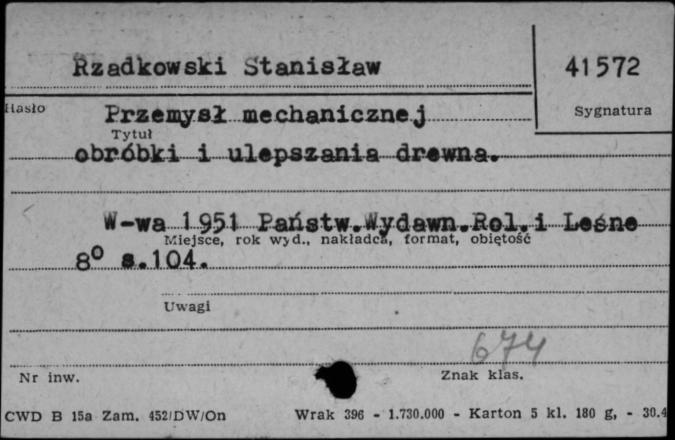 Rzadkowski Stanisław
41572
Hasło
Sygnatura
Przemysł mechanicznej
Tytuł
obróbki i ulepszania drewna.
W-wa 1951 Państw.Wydawn.Rol.i Leśne
Miejsce, rok wyd., nakładca, format, objętość
8° s.104.
Uwagi
674
Nr inw.
Znak klas.
CWD B 15a Zam. 452/DW/On Wrak 396 - 1.730.000 - Karton 5 kl. 180 g, - 30.4